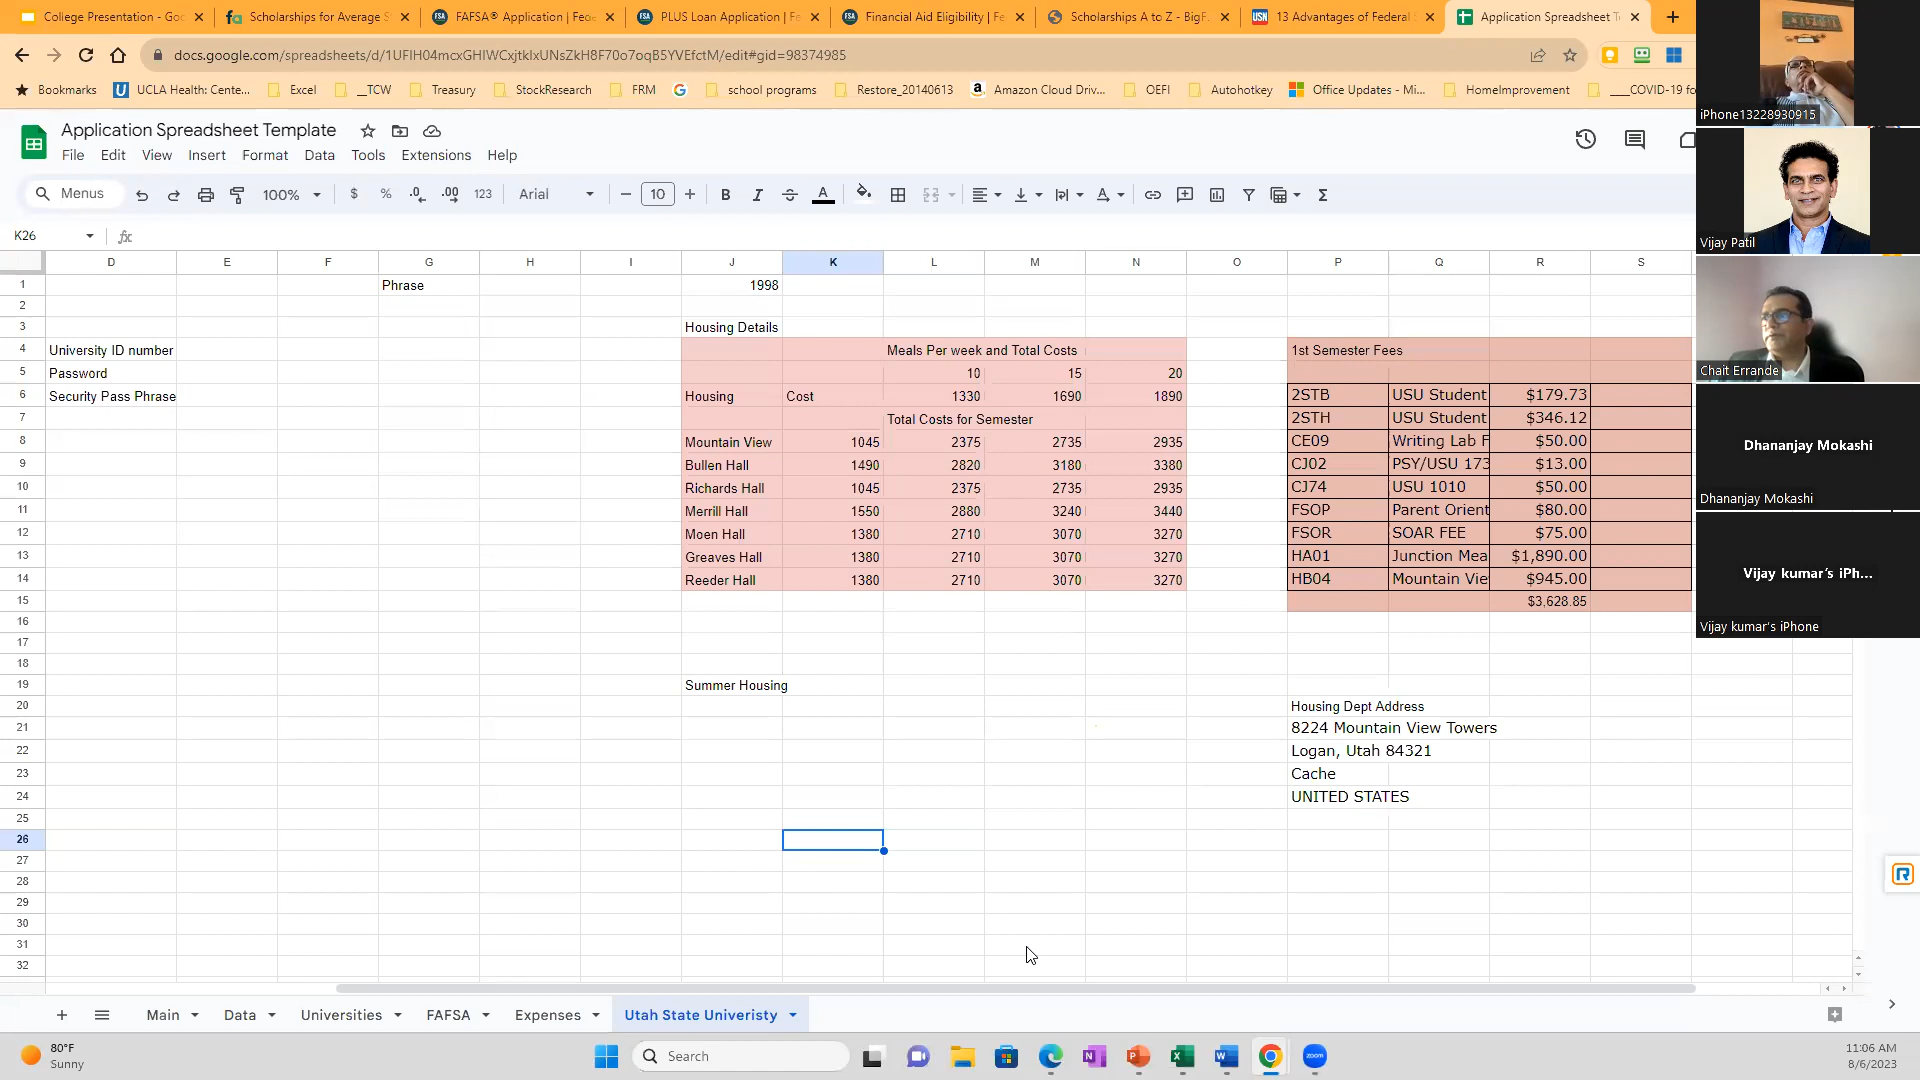 College Presentation - Goo
Scholarships for Average S
FAFSA® Application | Fede
PLUS Loan Application | Fe
Financial Aid Eligibility | Fe
Scholarships A to Z - BigF
13 Advantages of Federal
Application Spreadsheet T
docs.google.com/spreadsheets/d/1UFIH04mcxGHIWCxjtkIxUNsZkH8F70o7oqB5YVEfctM/edit#gid=98374985
Bookmarks
UCLA Health: Cente...
Excel
__TCW
Treasury
StockResearch
FRM
school programs
Restore_20140613
Amazon Cloud Driv...
OEFI
Autohotkey
Office Updates - Mi...
HomeImprovement
____COVID-19 fo
Application Spreadsheet Template
File Edit View Insert Format Data Tools Extensions Help
Menus 100% $ % .0 .00 123 Arial 10 B I A Σ
K26 fx
D E F G H I J K L M N O P Q R S
1 Phrase 1998
2
3 Housing Details
4 University ID number Meals Per week and Total Costs 1st Semester Fees
5 Password 10 15 20
6 Security Pass Phrase Housing Cost 1330 1690 1890 2STB USU Student $179.73
7 Total Costs for Semester 2STH USU Student $346.12
8 Mountain View 1045 2375 2735 2935 CE09 Writing Lab F $50.00
9 Bullen Hall 1490 2820 3180 3380 CJ02 PSY/USU 173 $13.00
10 Richards Hall 1045 2375 2735 2935 CJ74 USU 1010 $50.00
11 Merrill Hall 1550 2880 3240 3440 FSOP Parent Orient $80.00
12 Moen Hall 1380 2710 3070 3270 FSOR SOAR FEE $75.00
13 Greaves Hall 1380 2710 3070 3270 HA01 Junction Mea $1,890.00
14 Reeder Hall 1380 2710 3070 3270 HB04 Mountain Vie $945.00
15 $3,628.85
16
17
18
19 Summer Housing
20 Housing Dept Address
21 8224 Mountain View Towers
22 Logan, Utah 84321
23 Cache
24 UNITED STATES
25
26
27
28
29
30
31
32
Main Data Universities FAFSA Expenses Utah State Univeristy
80°F
Sunny
Search
zoom
11:06 AM
8/6/2023
iPhone13228930915
Vijay Patil
Chait Errande
Dhananjay Mokashi
Dhananjay Mokashi
Vijay kumar's iPh...
Vijay kumar's iPhone